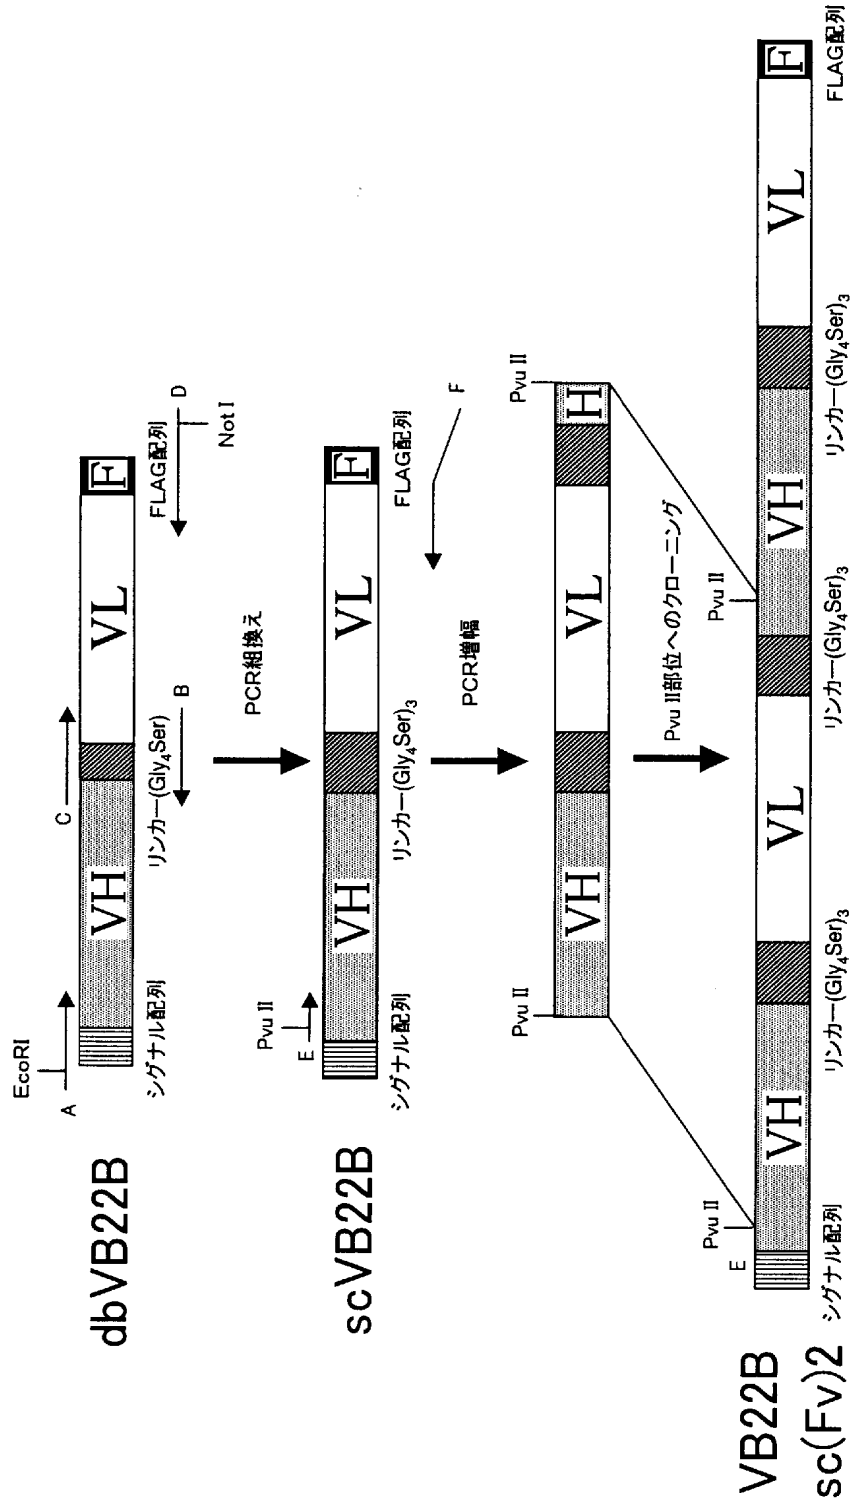 dbVB22B
EcoRI
A
C
VH
VL
F
シグナル配列
リンカー(Gly4Ser)
FLAG配列
B
D
Not I
PCR組換え
scVB22B
Pvu II
E
VH
VL
F
シグナル配列
リンカー(Gly4Ser)3
FLAG配列
PCR増幅
F
Pvu II
Pvu II
VH
VL
H
Pvu II部位へのクローニング
VB22B
sc(Fv)2
E
Pvu II
Pvu II
VH
VL
VH
VL
F
シグナル配列
リンカー(Gly4Ser)3
リンカー(Gly4Ser)3
リンカー(Gly4Ser)3
FLAG配列